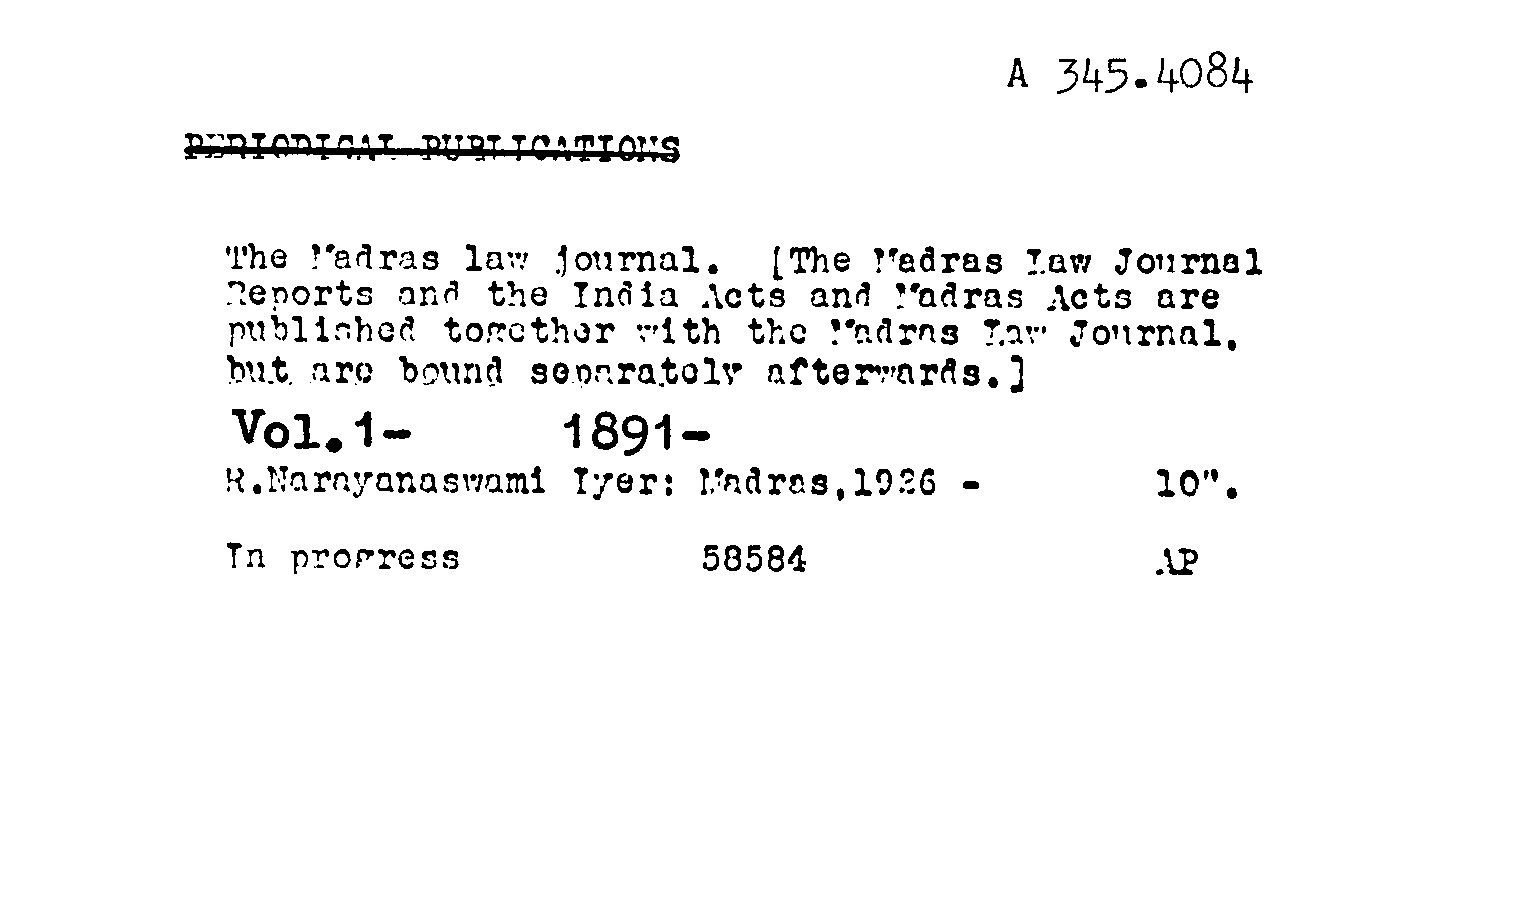 A 345.4084
PERIODICAL PUBLICATIONS
The Madras law journal. [The Madras Law Journal
Reports and the India Acts and Madras Acts are
published together with the Madras Law Journal,
but are bound separately afterwards.]
Vol.1- 1891-
R.Narayanaswami Iyer: Madras,1926 - 10".
In progress 58584 AP